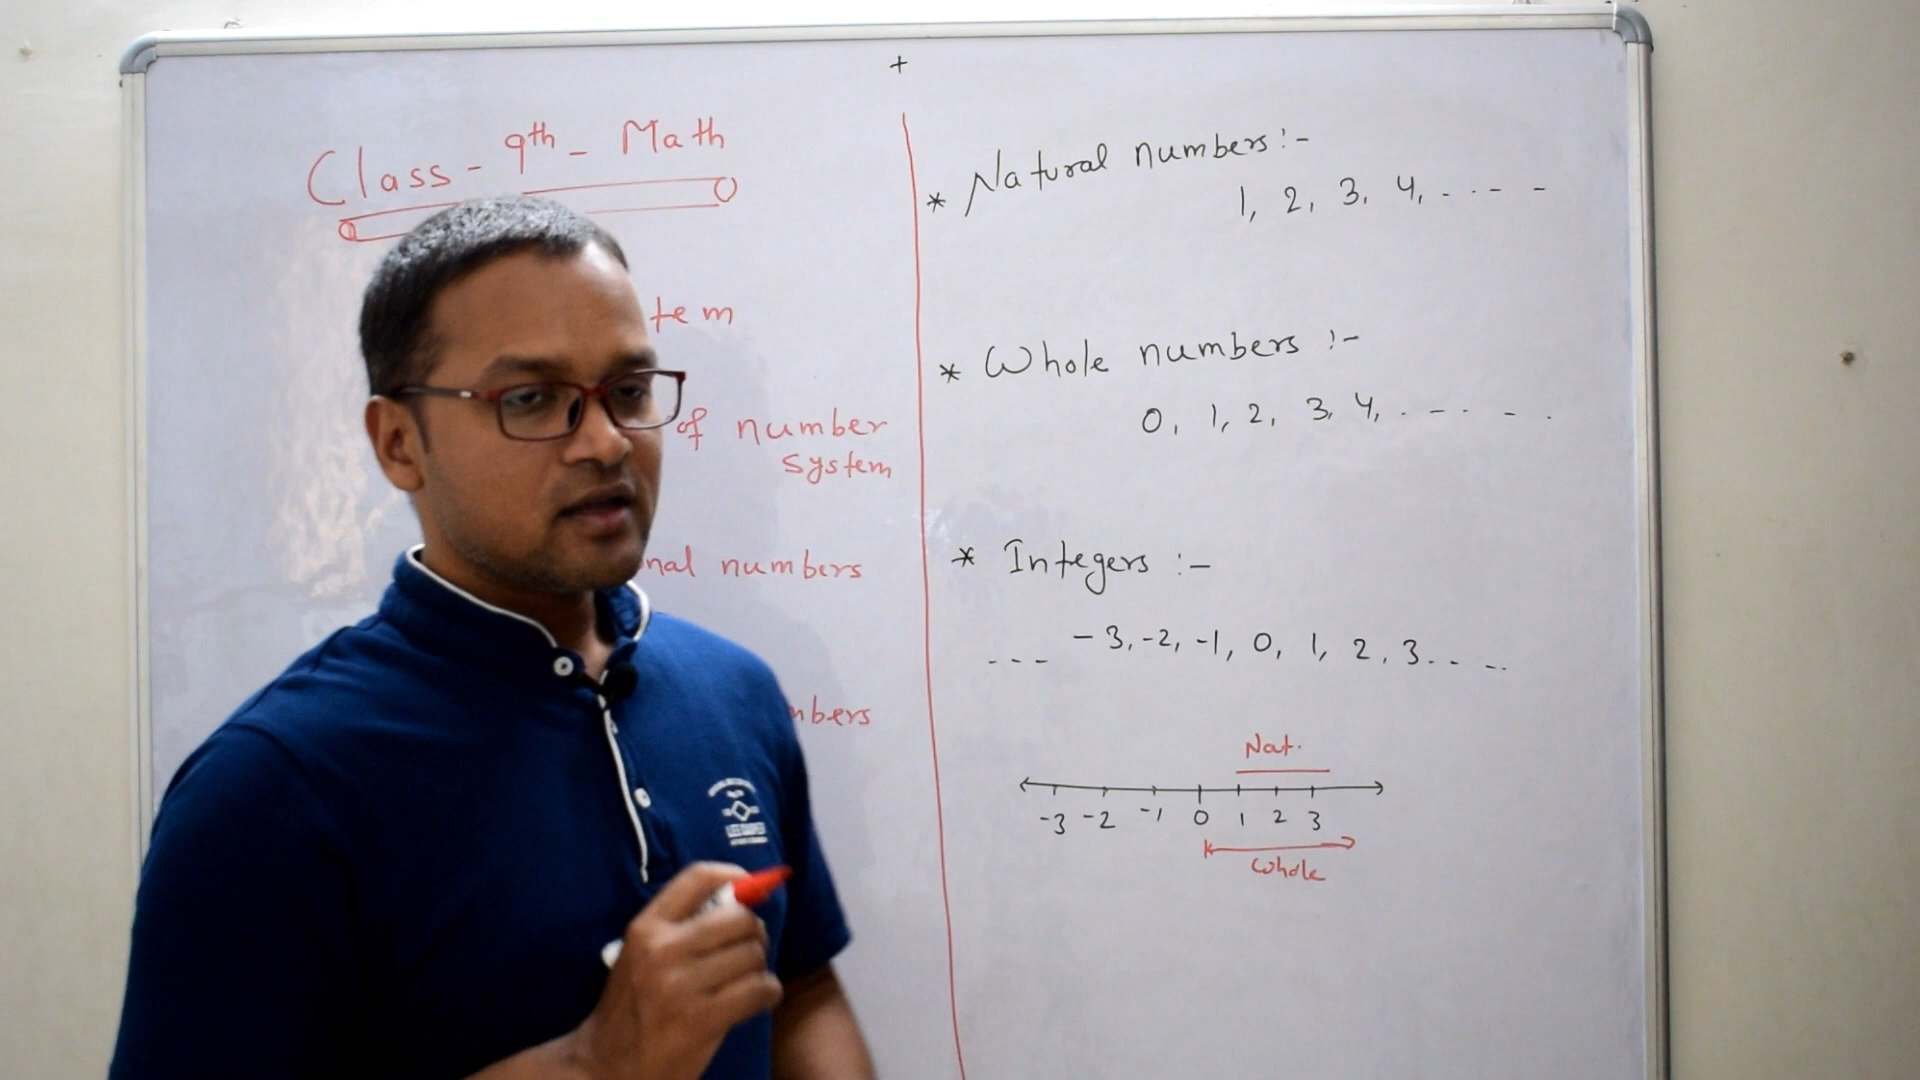 Class - 9th - Math
tem
of number
system
nal numbers
nbers
+
* Natural numbers :-
1, 2, 3, 4, . . - -
* Whole numbers :-
0, 1, 2, 3, 4, . - . - .
* Integers :-
- - - -3, -2, -1, 0, 1, 2, 3 . . - .
Nat.
-3 -2 -1 0 1 2 3
Whole